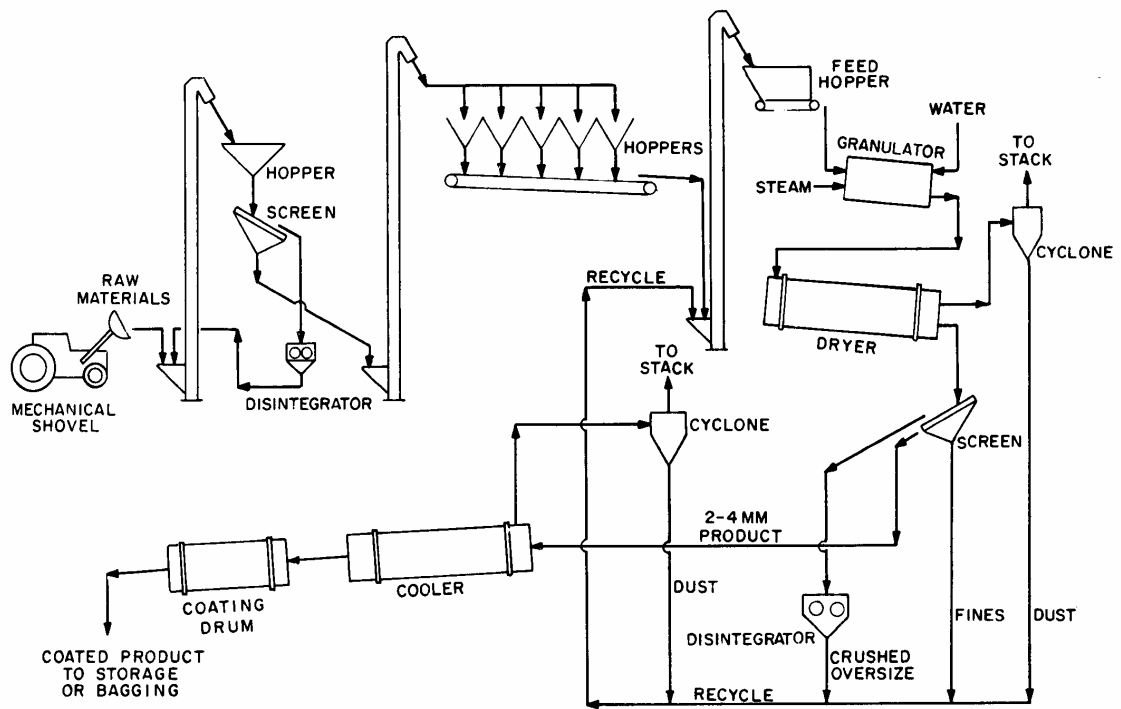 FEED
HOPPER
WATER
HOPPERS
GRANULATOR
TO
STACK
HOPPER
STEAM
SCREEN
CYCLONE
RAW
MATERIALS
RECYCLE
DRYER
TO
STACK
DISINTEGRATOR
MECHANICAL
SHOVEL
CYCLONE
SCREEN
2-4 MM
PRODUCT
COOLER
DUST
COATING
DRUM
FINES
DUST
DISINTEGRATOR
CRUSHED
OVERSIZE
COATED PRODUCT
TO STORAGE
OR BAGGING
RECYCLE